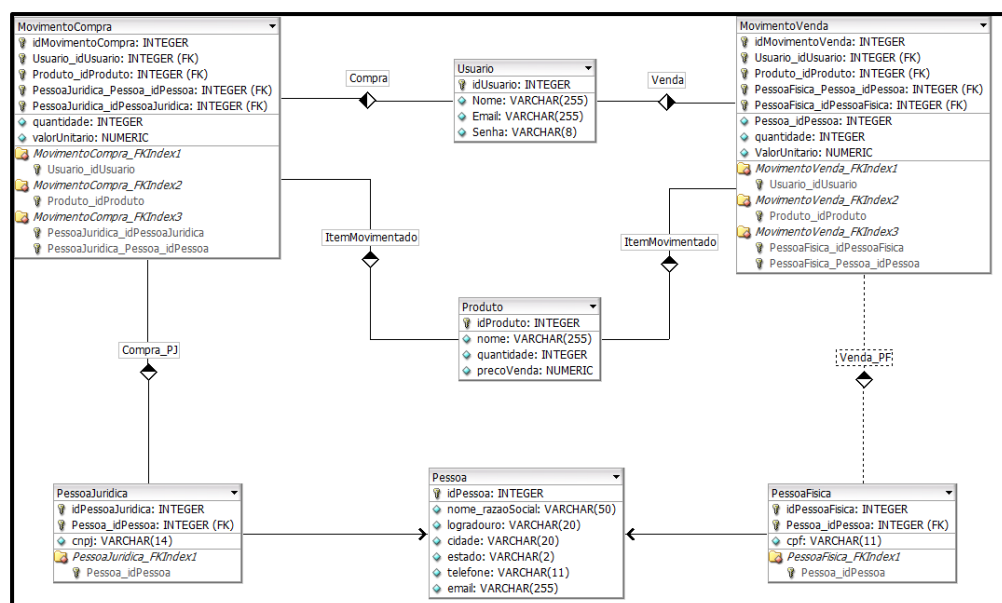 MovimentoCompra
idMovimentoCompra: INTEGER
Usuario_idUsuario: INTEGER (FK)
Produto_idProduto: INTEGER (FK)
PessoaJuridica_Pessoa_idPessoa: INTEGER (FK)
PessoaJuridica_idPessoaJuridica: INTEGER (FK)
quantidade: INTEGER
valorUnitario: NUMERIC
MovimentoCompra_FKIndex1
Usuario_idUsuario
MovimentoCompra_FKIndex2
Produto_idProduto
MovimentoCompra_FKIndex3
PessoaJuridica_idPessoaJuridica
PessoaJuridica_Pessoa_idPessoa
Compra
Usuario
idUsuario: INTEGER
Nome: VARCHAR(255)
Email: VARCHAR(255)
Senha: VARCHAR(8)
Venda
MovimentoVenda
idMovimentoVenda: INTEGER
Usuario_idUsuario: INTEGER (FK)
Produto_idProduto: INTEGER (FK)
PessoaFisica_Pessoa_idPessoa: INTEGER (FK)
PessoaFisica_idPessoaFisica: INTEGER (FK)
Pessoa_idPessoa: INTEGER
quantidade: INTEGER
ValorUnitario: NUMERIC
MovimentoVenda_FKIndex1
Usuario_idUsuario
MovimentoVenda_FKIndex2
Produto_idProduto
MovimentoVenda_FKIndex3
PessoaFisica_idPessoaFisica
PessoaFisica_Pessoa_idPessoa
ItemMovimentado
ItemMovimentado
Produto
idProduto: INTEGER
nome: VARCHAR(255)
quantidade: INTEGER
precoVenda: NUMERIC
Compra_PJ
Venda_PF
PessoaJuridica
idPessoaJuridica: INTEGER
Pessoa_idPessoa: INTEGER (FK)
cnpj: VARCHAR(14)
PessoaJuridica_FKIndex1
Pessoa_idPessoa
Pessoa
idPessoa: INTEGER
nome_razaoSocial: VARCHAR(50)
logradouro: VARCHAR(20)
cidade: VARCHAR(20)
estado: VARCHAR(2)
telefone: VARCHAR(11)
email: VARCHAR(255)
PessoaFisica
idPessoaFisica: INTEGER
Pessoa_idPessoa: INTEGER (FK)
cpf: VARCHAR(11)
PessoaFisica_FKIndex1
Pessoa_idPessoa